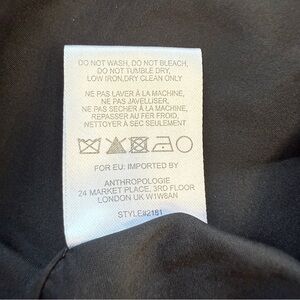 DO NOT WASH, DO NOT BLEACH,
DO NOT TUMBLE DRY,
LOW IRON,DRY CLEAN ONLY
NE PAS LAVER À LA MACHINE,
NE PAS JAVELLISER,
NE PAS SECHER À LA MACHINE,
REPASSER AU FER FROID,
NETTOYER À SEC SEULEMENT
FOR EU: IMPORTED BY
ANTHROPOLOGIE
24 MARKET PLACE, 3RD FLOOR
LONDON UK W1W8AN
STYLE#2181